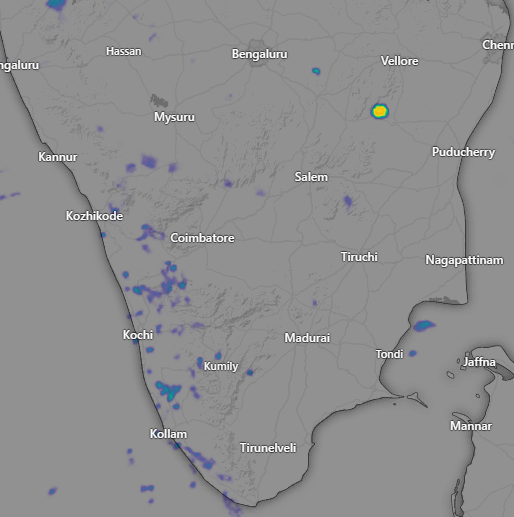 Hassan
Bengaluru
Chenn
ngaluru
Vellore
Mysuru
Kannur
Puducherry
Salem
Kozhikode
Coimbatore
Tiruchi
Nagapattinam
Kochi
Madurai
Tondi
Jaffna
Kumily
Mannar
Kollam
Tirunelveli